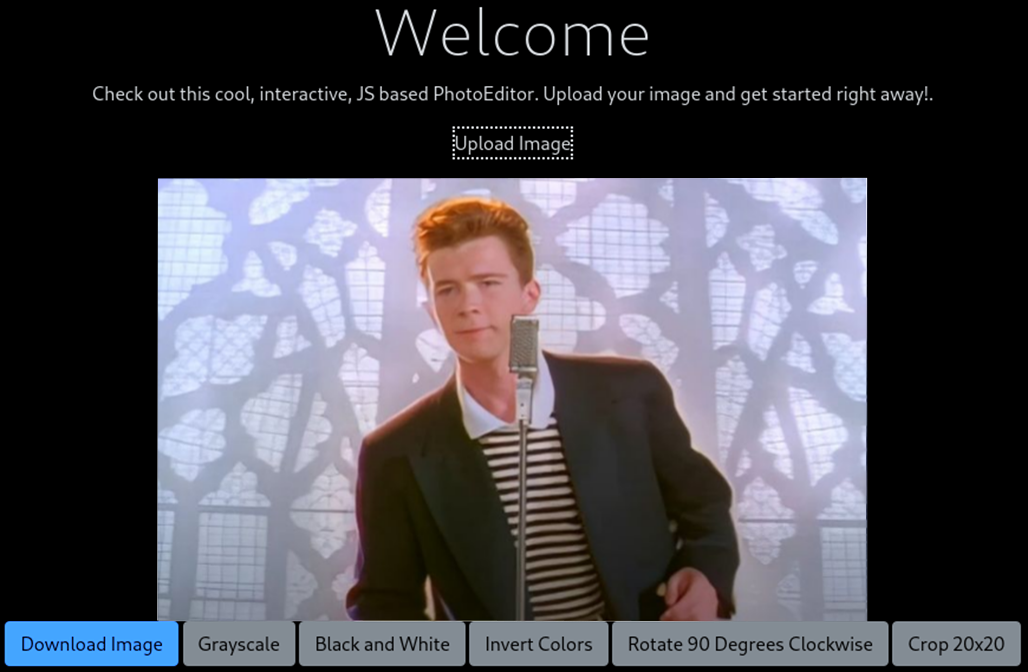 Welcome
Check out this cool, interactive, JS based PhotoEditor. Upload your image and get started right away!.
Upload Image
Download Image Grayscale Black and White Invert Colors Rotate 90 Degrees Clockwise Crop 20x20